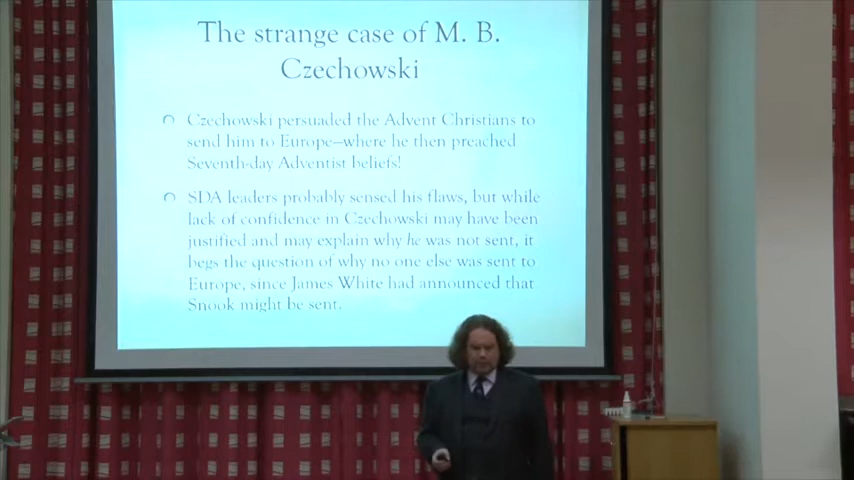 The strange case of M. B.
Czechowski
Czechowski persuaded the Advent Christians to
send him to Europe—where he then preached
Seventh-day Adventist beliefs!
SDA leaders probably sensed his flaws, but while
lack of confidence in Czechowski may have been
justified and may explain why he was not sent, it
begs the question of why no one else was sent to
Europe, since James White had announced that
Snook might be sent.